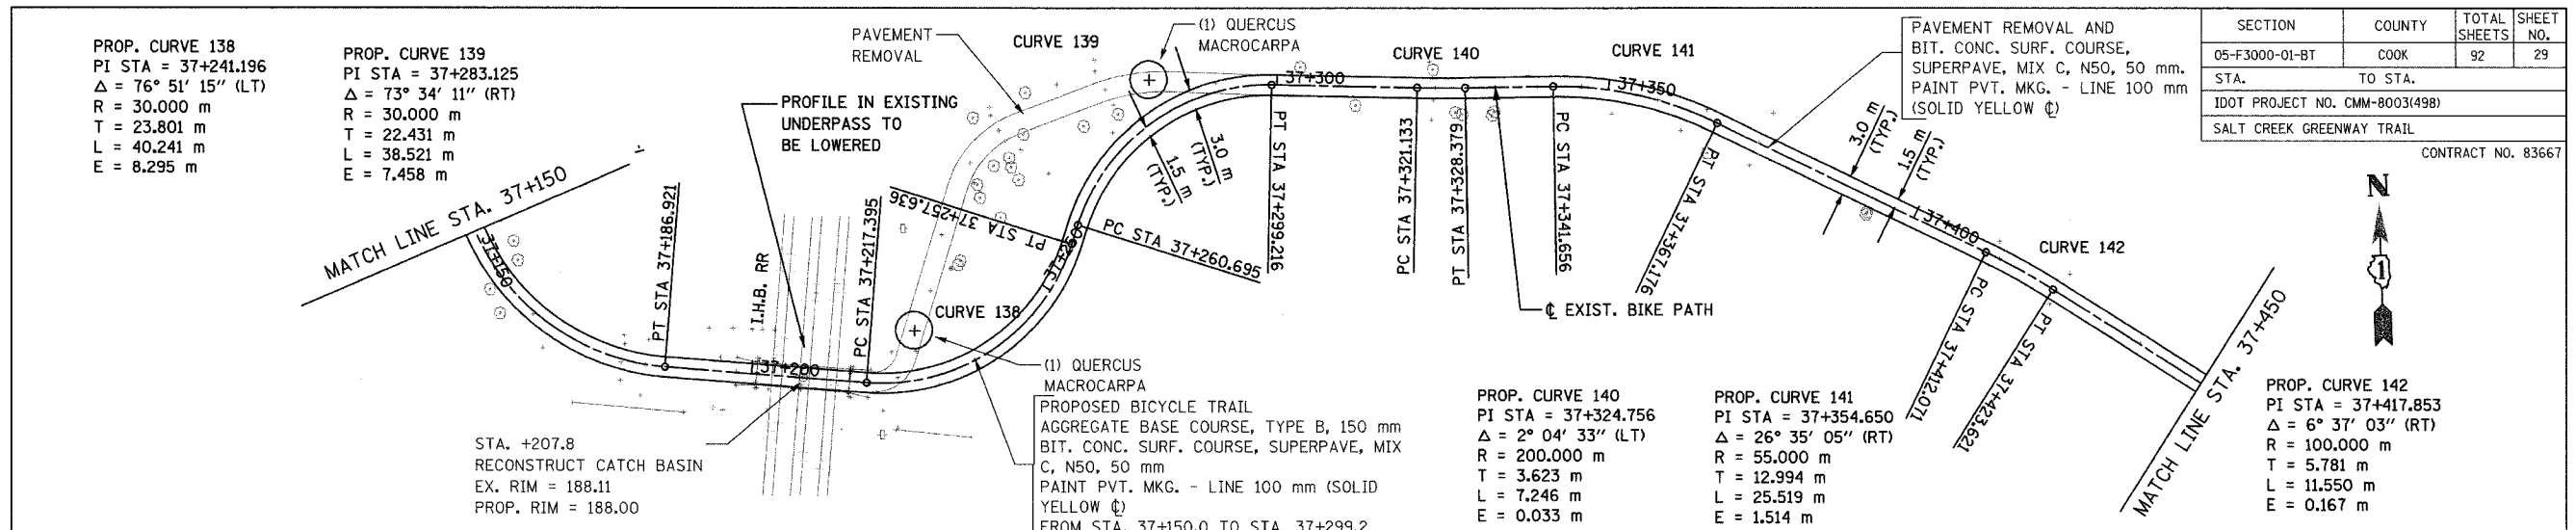 PROP. CURVE 138
PI STA = 37+241.196
Δ = 76° 51' 15" (LT)
R = 30.000 m
T = 23.801 m
L = 40.241 m
E = 8.295 m
PROP. CURVE 139
PI STA = 37+283.125
Δ = 73° 34' 11" (RT)
R = 30.000 m
T = 22.431 m
L = 38.521 m
E = 7.458 m
PAVEMENT
REMOVAL
CURVE 139
(1) QUERCUS
MACROCARPA
CURVE 140
CURVE 141
PAVEMENT REMOVAL AND
BIT. CONC. SURF. COURSE,
SUPERPAVE, MIX C, N50, 50 mm.
PAINT PVT. MKG. - LINE 100 mm
(SOLID YELLOW ℄)
SECTION COUNTY TOTAL SHEETS SHEET NO.
05-F3000-01-BT COOK 92 29
STA. TO STA.
IDOT PROJECT NO. CMM-8003(498)
SALT CREEK GREENWAY TRAIL
CONTRACT NO. 83667
N
1
PROFILE IN EXISTING
UNDERPASS TO
BE LOWERED
MATCH LINE STA. 37+150
37+150
PT STA 37+186.921
I.H.B. RR
37+200
PC STA 37+217.395
PT STA 37+257.636
37+250
PC STA 37+260.695
3.0 m
(TYP.)
1.5 m
(TYP.)
37+300
PT STA 37+299.216
PC STA 37+321.133
PT STA 37+328.379
PC STA 37+341.656
37+350
PT STA 37+367.176
3.0 m
(TYP.)
1.5 m
(TYP.)
37+400
CURVE 142
PC STA 37+412.071
PT STA 37+423.621
MATCH LINE STA. 37+450
℄ EXIST. BIKE PATH
CURVE 138
(1) QUERCUS
MACROCARPA
PROPOSED BICYCLE TRAIL
AGGREGATE BASE COURSE, TYPE B, 150 mm
BIT. CONC. SURF. COURSE, SUPERPAVE, MIX
C, N50, 50 mm
PAINT PVT. MKG. - LINE 100 mm (SOLID
YELLOW ℄)
FROM STA. 37+150.0 TO STA. 37+299.2
STA. +207.8
RECONSTRUCT CATCH BASIN
EX. RIM = 188.11
PROP. RIM = 188.00
PROP. CURVE 140
PI STA = 37+324.756
Δ = 2° 04' 33" (LT)
R = 200.000 m
T = 3.623 m
L = 7.246 m
E = 0.033 m
PROP. CURVE 141
PI STA = 37+354.650
Δ = 26° 35' 05" (RT)
R = 55.000 m
T = 12.994 m
L = 25.519 m
E = 1.514 m
PROP. CURVE 142
PI STA = 37+417.853
Δ = 6° 37' 03" (RT)
R = 100.000 m
T = 5.781 m
L = 11.550 m
E = 0.167 m